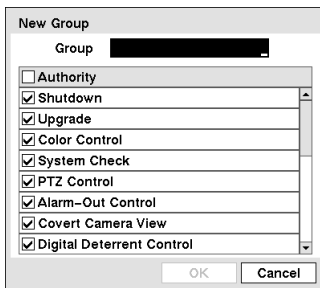 New Group
Group
Authority
Shutdown
Upgrade
Color Control
System Check
PTZ Control
Alarm-Out Control
Covert Camera View
Digital Deterrent Control
OK Cancel